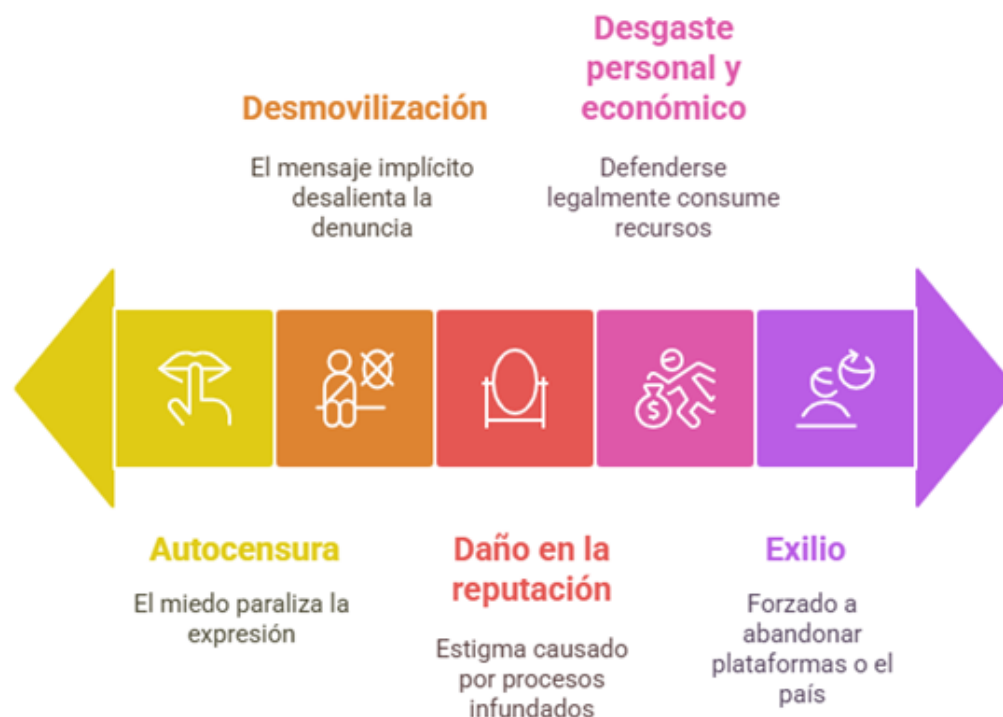 Desmovilización
El mensaje implícito
desalienta la
denuncia
Desgaste
personal y
económico
Defenderse
legalmente consume
recursos
$
Autocensura
El miedo paraliza la
expresión
Daño en la
reputación
Estigma causado
por procesos
infundados
Exilio
Forzado a
abandonar
plataformas o el
país